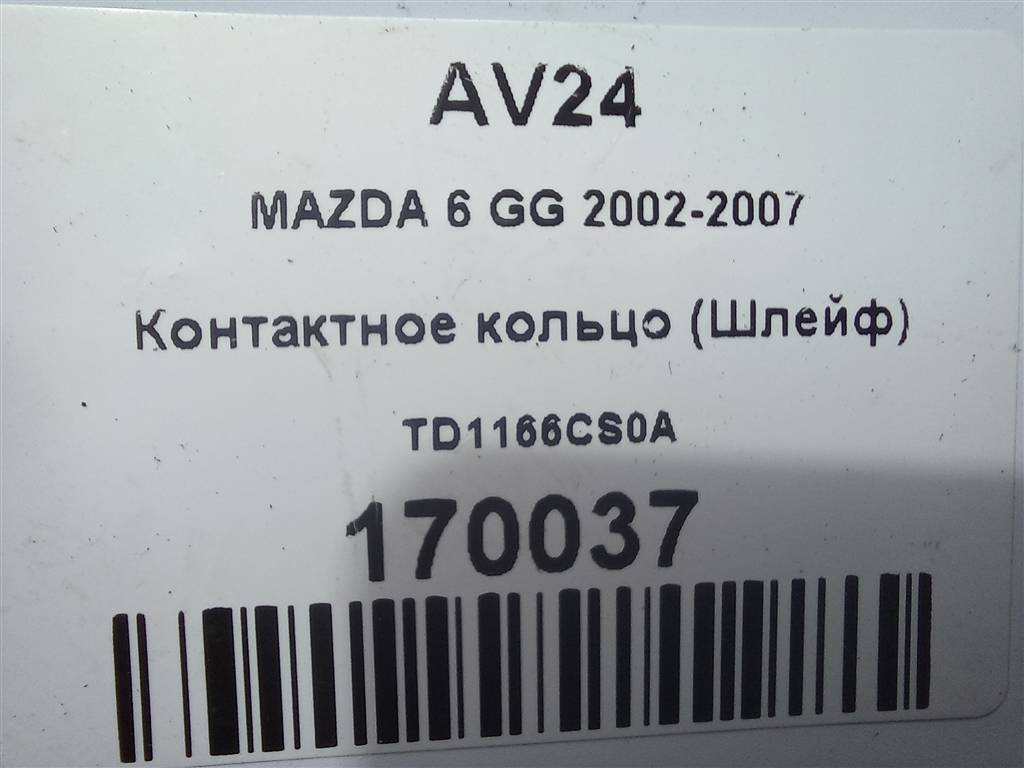 AV24
MAZDA 6 GG 2002-2007
Контактное кольцо (Шлейф)
TD1166CS0A
170037